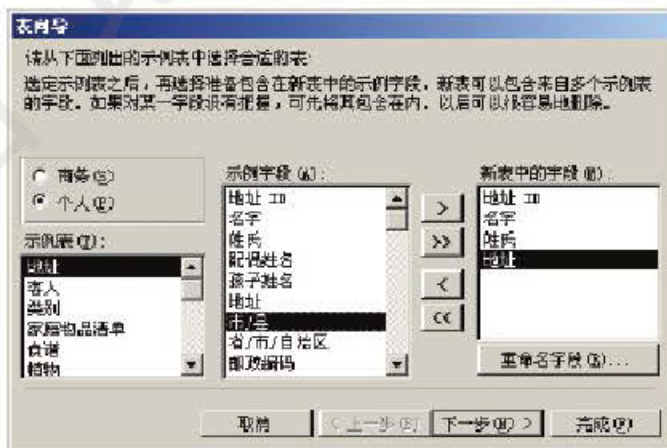 表向导
请从下面列出的示例表中选择合适的表:
选定示例表之后，再选择准备包含在新表中的示例字段，新表可以包含来自多个示例表
的字段。如果对某一字段没有把握，可先将其包含在内，以后可以很容易地删除。
商务(S)
个人(P)
示例表(T):
地址
客人
类别
家庭物品清单
食谱
植物
示例字段(A):
地址 ID
名字
姓氏
配偶姓名
孩子姓名
地址
市/县
省/市/自治区
邮政编码
>
>>
<
<<
新表中的字段(M):
地址 ID
名字
姓氏
地址
重命名字段(R)...
取消
<上一步(B)
下一步(N) >
完成(F)